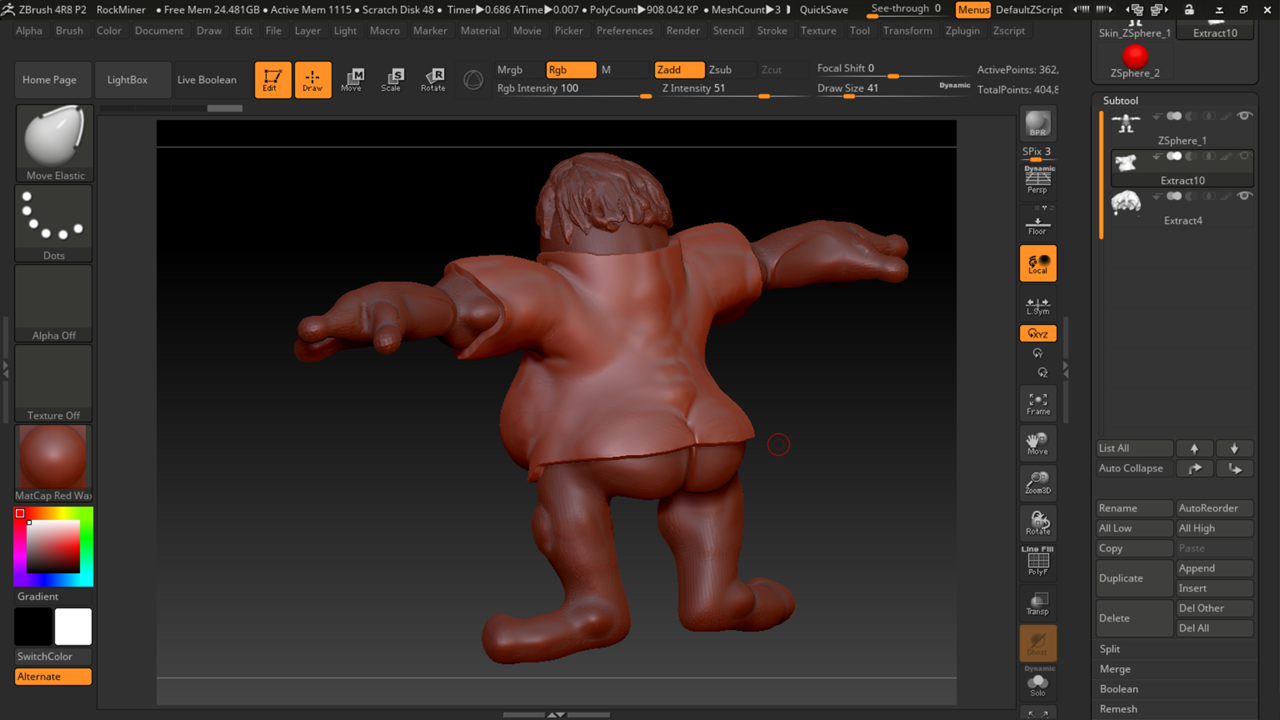 ZBrush 4R8 P2 RockMiner • Free Mem 24.481GB • Active Mem 1115 • Scratch Disk 48 • Timer▶0.686 ATime▶0.007 • PolyCount▶908.042 KP • MeshCount▶3 QuickSave See-through 0 Menus DefaultZScript
Alpha Brush Color Document Draw Edit File Layer Light Macro Marker Material Movie Picker Preferences Render Stencil Stroke Texture Tool Transform Zplugin Zscript
Skin_ZSphere_1 Extract10
ZSphere_2
Home Page LightBox Live Boolean Edit Draw Move Scale Rotate
M S R
Mrgb Rgb M Zadd Zsub Zcut Focal Shift 0 ActivePoints: 362,
Rgb Intensity 100 Z Intensity 51 Draw Size 41 Dynamic TotalPoints: 404,8
Move Elastic
Dots
Alpha Off
Texture Off
MatCap Red Wax
Gradient
SwitchColor
Alternate
BPR
SPix 3
Dynamic
Persp
Floor
Local
L.Sym
XYZ
Y
Z
Frame
Move
Zoom3D
Rotate
Line Fill
PolyF
Transp
Ghost
Dynamic
Solo
Subtool
ZSphere_1
Extract10
Extract4
List All
Auto Collapse
Rename AutoReorder
All Low All High
Copy Paste
Duplicate Append
Insert
Delete Del Other
Del All
Split
Merge
Boolean
Remesh